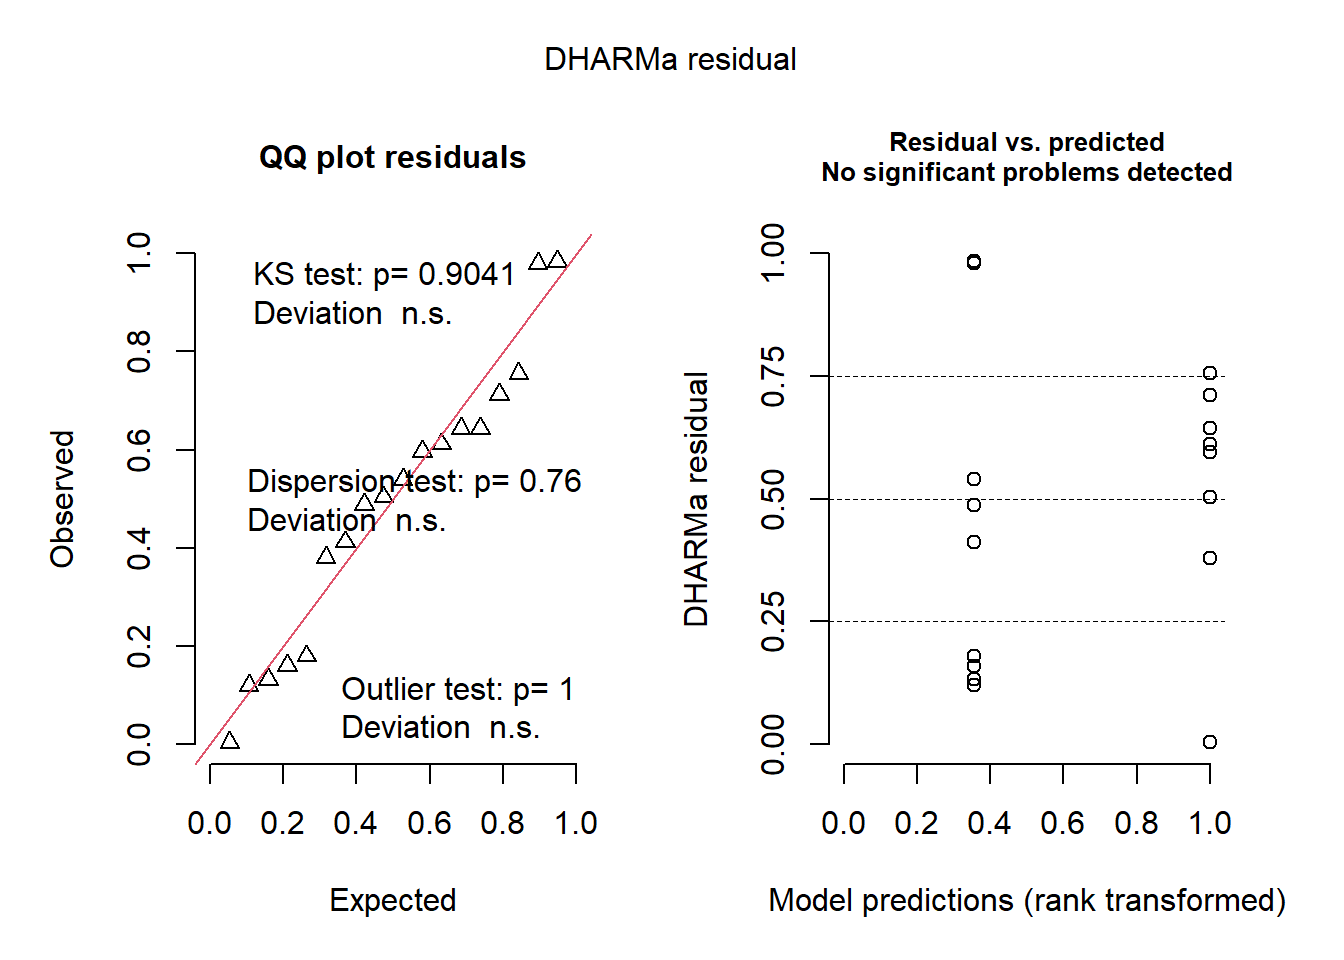 DHARMa residual
QQ plot residuals
KS test: p= 0.9041
Deviation  n.s.
Dispersion test: p= 0.76
Deviation  n.s.
Outlier test: p= 1
Deviation  n.s.
Observed
0.0
0.2
0.4
0.6
0.8
1.0
0.0 0.2 0.4 0.6 0.8 1.0
Expected
Residual vs. predicted
No significant problems detected
DHARMa residual
0.00
0.25
0.50
0.75
1.00
0.0 0.2 0.4 0.6 0.8 1.0
Model predictions (rank transformed)